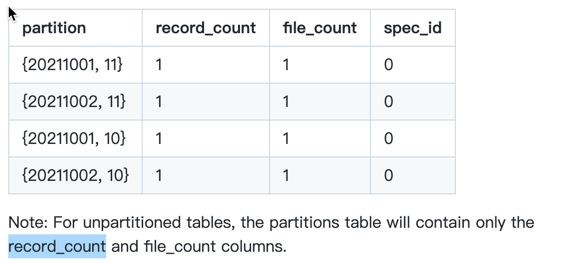 partition record_count file_count spec_id
{20211001, 11} 1 1 0
{20211002, 11} 1 1 0
{20211001, 10} 1 1 0
{20211002, 10} 1 1 0
Note: For unpartitioned tables, the partitions table will contain only the
record_count and file_count columns.